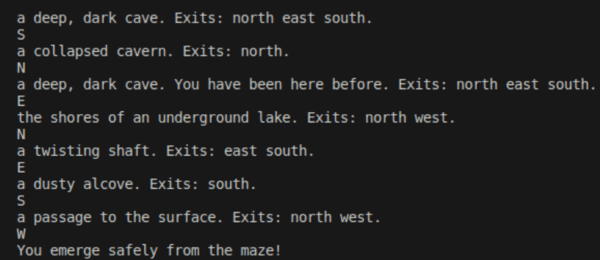 a deep, dark cave. Exits: north east south.
S
a collapsed cavern. Exits: north.
N
a deep, dark cave. You have been here before. Exits: north east south.
E
the shores of an underground lake. Exits: north west.
N
a twisting shaft. Exits: east south.
E
a dusty alcove. Exits: south.
S
a passage to the surface. Exits: north west.
W
You emerge safely from the maze!